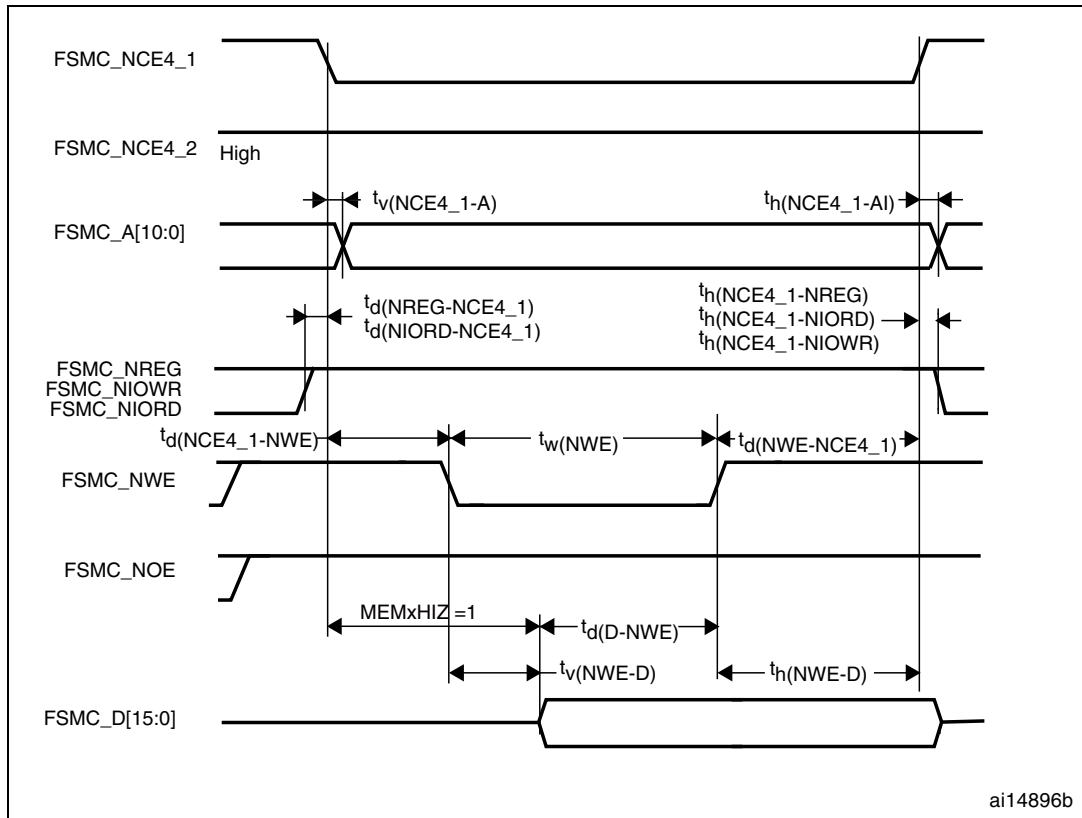 FSMC_NCE4_1
FSMC_NCE4_2 High
tv(NCE4_1-A)
th(NCE4_1-AI)
FSMC_A[10:0]
td(NREG-NCE4_1)
td(NIORD-NCE4_1)
th(NCE4_1-NREG)
th(NCE4_1-NIORD)
th(NCE4_1-NIOWR)
FSMC_NREG
FSMC_NIOWR
FSMC_NIORD
td(NCE4_1-NWE)
tw(NWE)
td(NWE-NCE4_1)
FSMC_NWE
FSMC_NOE
MEMxHIZ =1
td(D-NWE)
tv(NWE-D)
th(NWE-D)
FSMC_D[15:0]
ai14896b